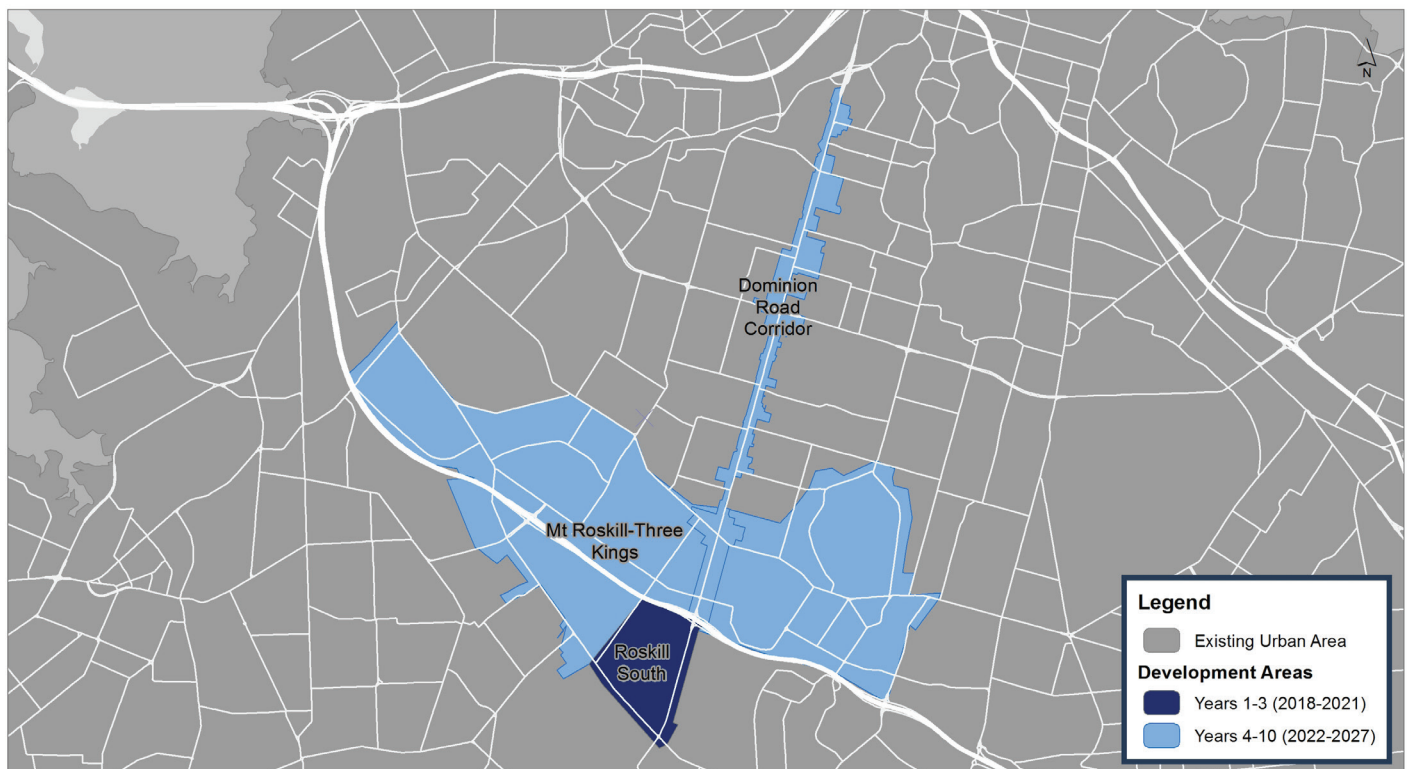 N
Dominion
Road
Corridor
Mt Roskill-Three
Kings
Roskill
South
Legend
Existing Urban Area
Development Areas
Years 1-3 (2018-2021)
Years 4-10 (2022-2027)